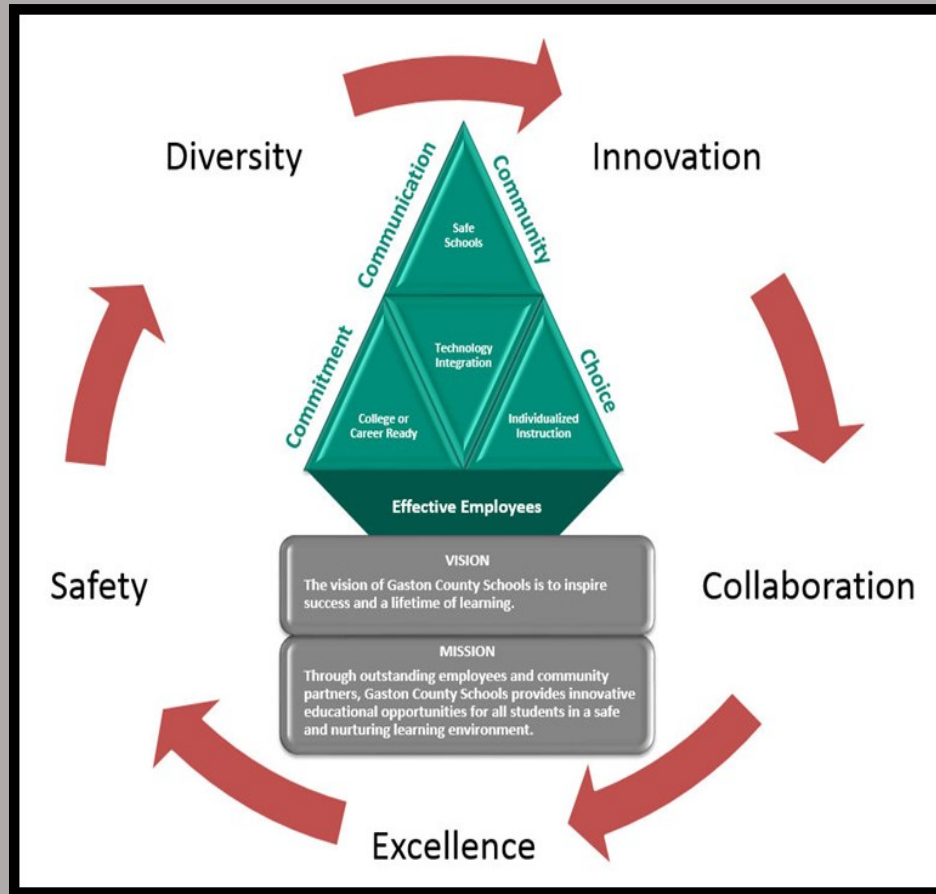 Diversity
Innovation
Communication
Community
Safe
Schools
Commitment
Technology
Integration
Choice
College or
Career Ready
Individualized
Instruction
Effective Employees
VISION
The vision of Gaston County Schools is to inspire
success and a lifetime of learning.
Safety
Collaboration
MISSION
Through outstanding employees and community
partners, Gaston County Schools provides innovative
educational opportunities for all students in a safe
and nurturing learning environment.
Excellence